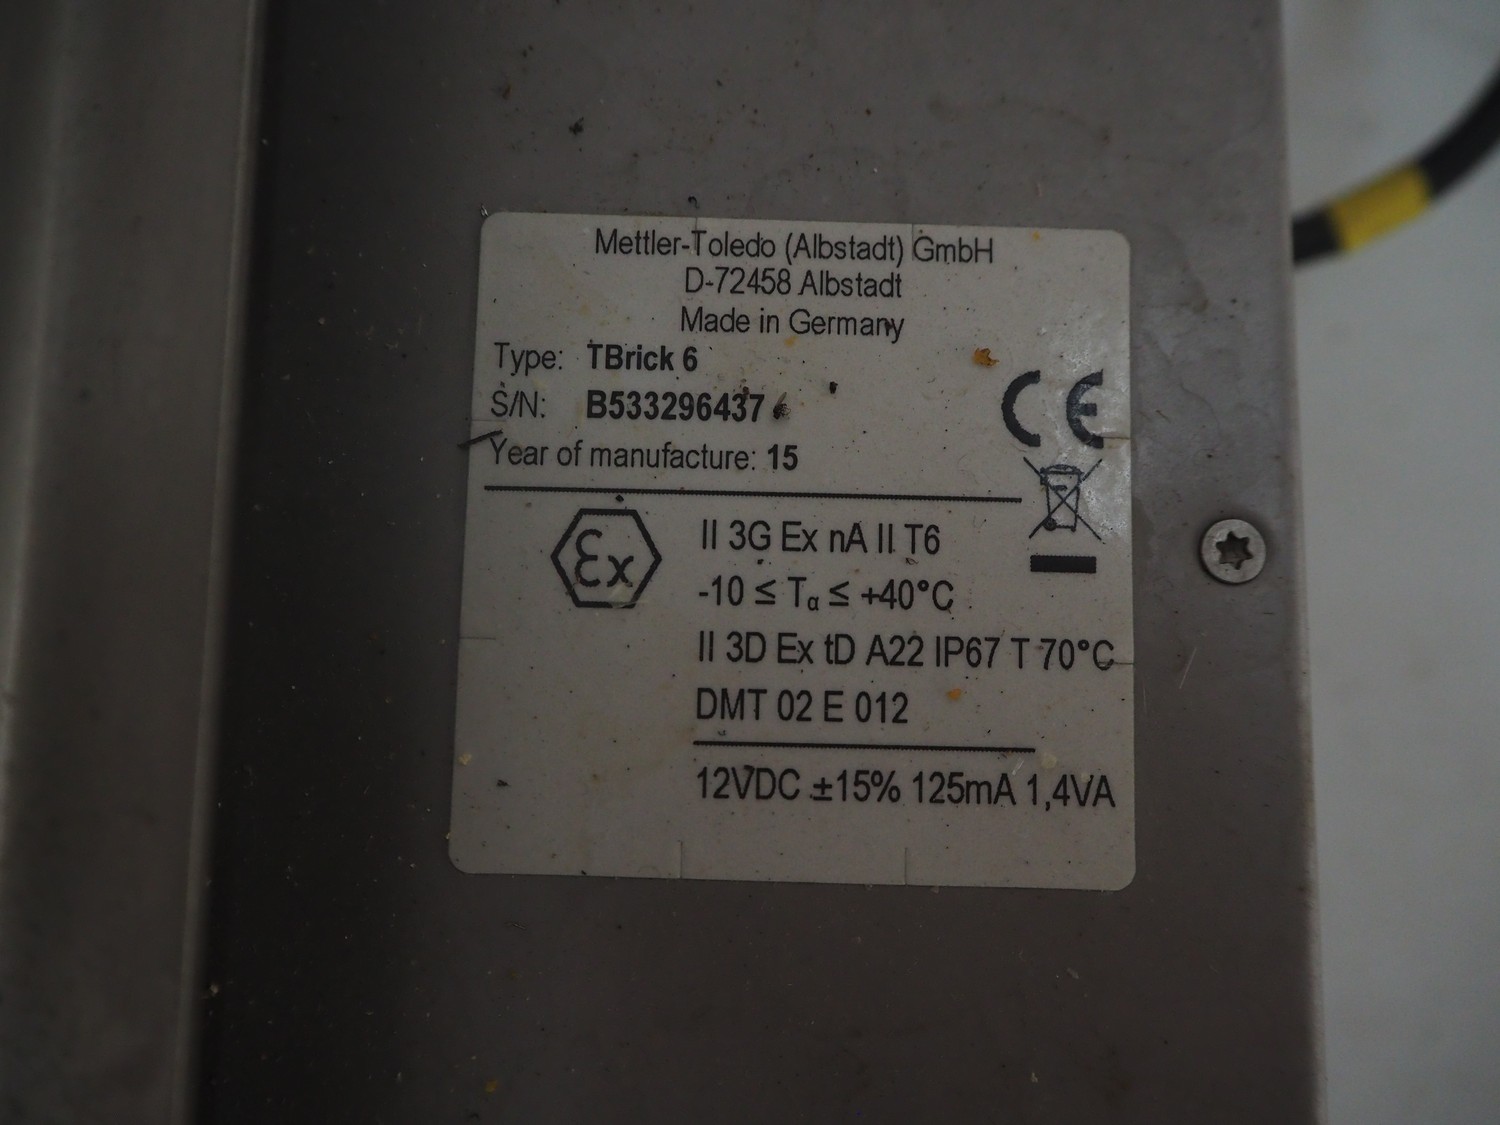 Mettler-Toledo (Albstadt) GmbH
D-72458 Albstadt
Made in Germany
Type: TBrick 6
S/N: B533296437
Year of manufacture: 15
CE
Ex II 3G Ex nA II T6
-10 ≤ Tα ≤ +40°C
II 3D Ex tD A22 IP67 T 70°C
DMT 02 E 012
12VDC ±15% 125mA 1,4VA